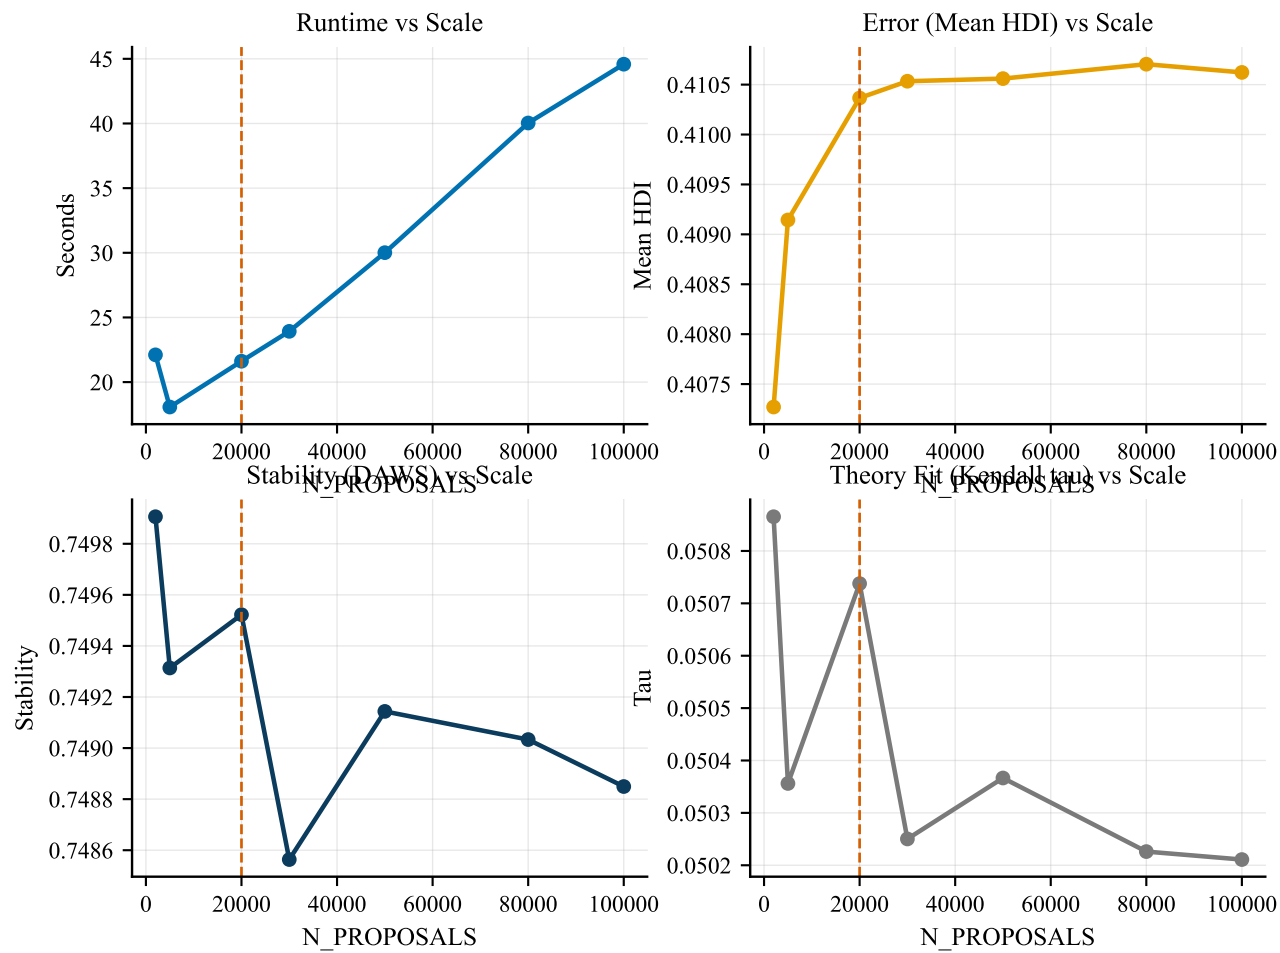 Runtime vs Scale
Seconds
45
40
35
30
25
20
0 20000 40000 60000 80000 100000
N_PROPOSALS
Error (Mean HDI) vs Scale
Mean HDI
0.4105
0.4100
0.4095
0.4090
0.4085
0.4080
0.4075
0 20000 40000 60000 80000 100000
N_PROPOSALS
Stability (DAWS) vs Scale
Stability
0.7498
0.7496
0.7494
0.7492
0.7490
0.7488
0.7486
0 20000 40000 60000 80000 100000
N_PROPOSALS
Theory Fit (Kendall tau) vs Scale
Tau
0.0508
0.0507
0.0506
0.0505
0.0504
0.0503
0.0502
0 20000 40000 60000 80000 100000
N_PROPOSALS